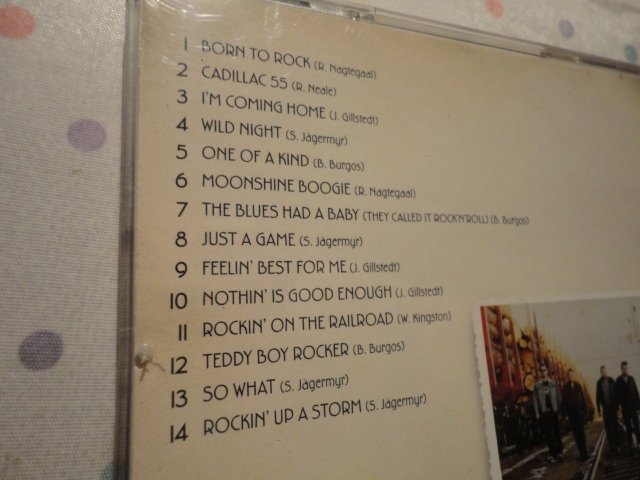 1 BORN TO ROCK (R. Nagtegaal)
2 CADILLAC 55 (R. Neale)
3 I'M COMING HOME (J. Gillstedt)
4 WILD NIGHT (S. Jägermyr)
5 ONE OF A KIND (B. Burgos)
6 MOONSHINE BOOGIE (R. Nagtegaal)
7 THE BLUES HAD A BABY (THEY CALLED IT ROCK'N'ROLL) (B. Burgos)
8 JUST A GAME (S. Jägermyr)
9 FEELIN' BEST FOR ME (J. Gillstedt)
10 NOTHIN' IS GOOD ENOUGH (J. Gillstedt)
11 ROCKIN' ON THE RAILROAD (W. Kingston)
12 TEDDY BOY ROCKER (B. Burgos)
13 SO WHAT (S. Jägermyr)
14 ROCKIN' UP A STORM (S. Jägermyr)